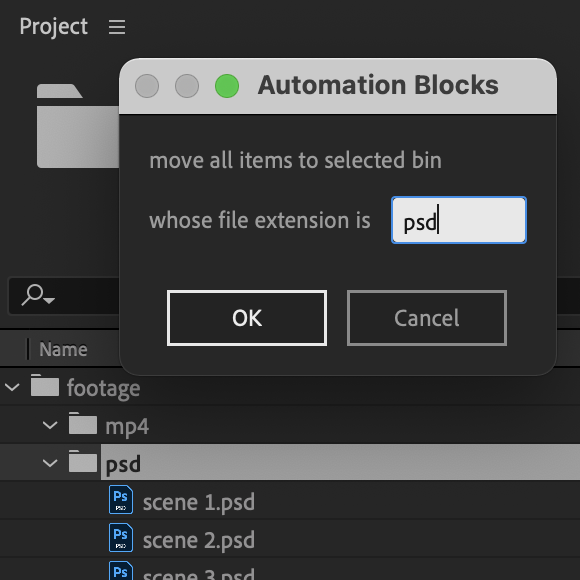 Project
Automation Blocks
move all items to selected bin
whose file extension is psd
OK Cancel
Name
footage
mp4
psd
Ps PSD scene 1.psd
Ps PSD scene 2.psd
Ps scene 3.psd